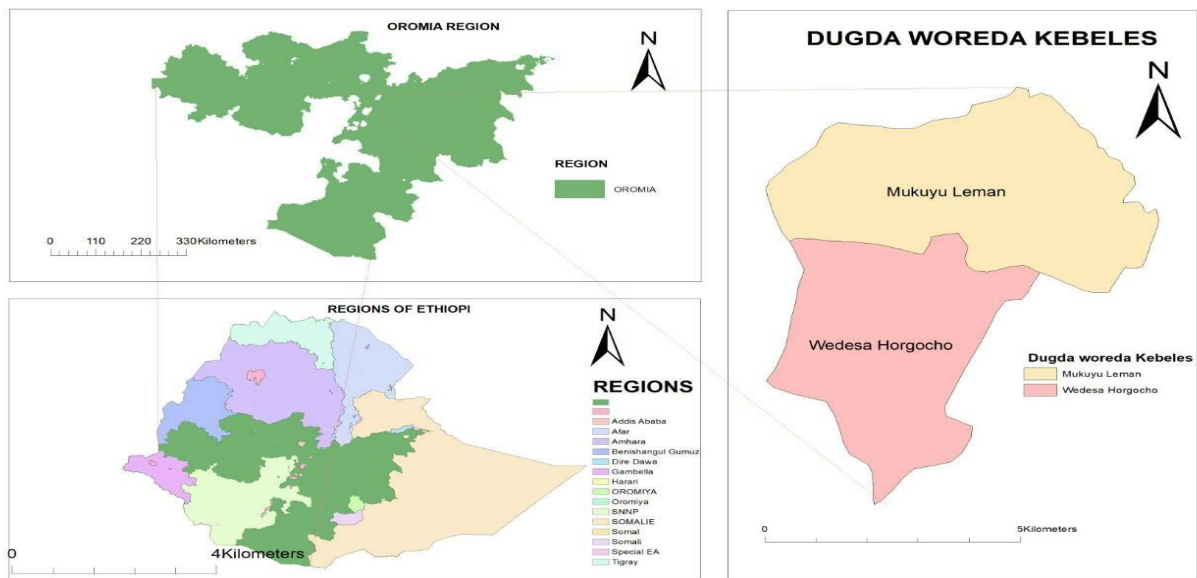 OROMIA REGION
N
REGION
OROMIA
0 110 220 330Kilometers
REGIONS OF ETHIOPI
N
REGIONS
Addis Ababa
Afar
Amhara
Benishangul Gumuz
Dire Dawa
Gambella
Harari
OROMIYA
Oromiya
SNNP
SOMALIE
Somal
Somali
Special EA
Tigray
0 4Kilometers
DUGDA WOREDA KEBELES
N
Mukuyu Leman
Wedesa Horgocho
Dugda woreda Kebeles
Mukuyu Leman
Wedesa Horgocho
0 5Kilometers